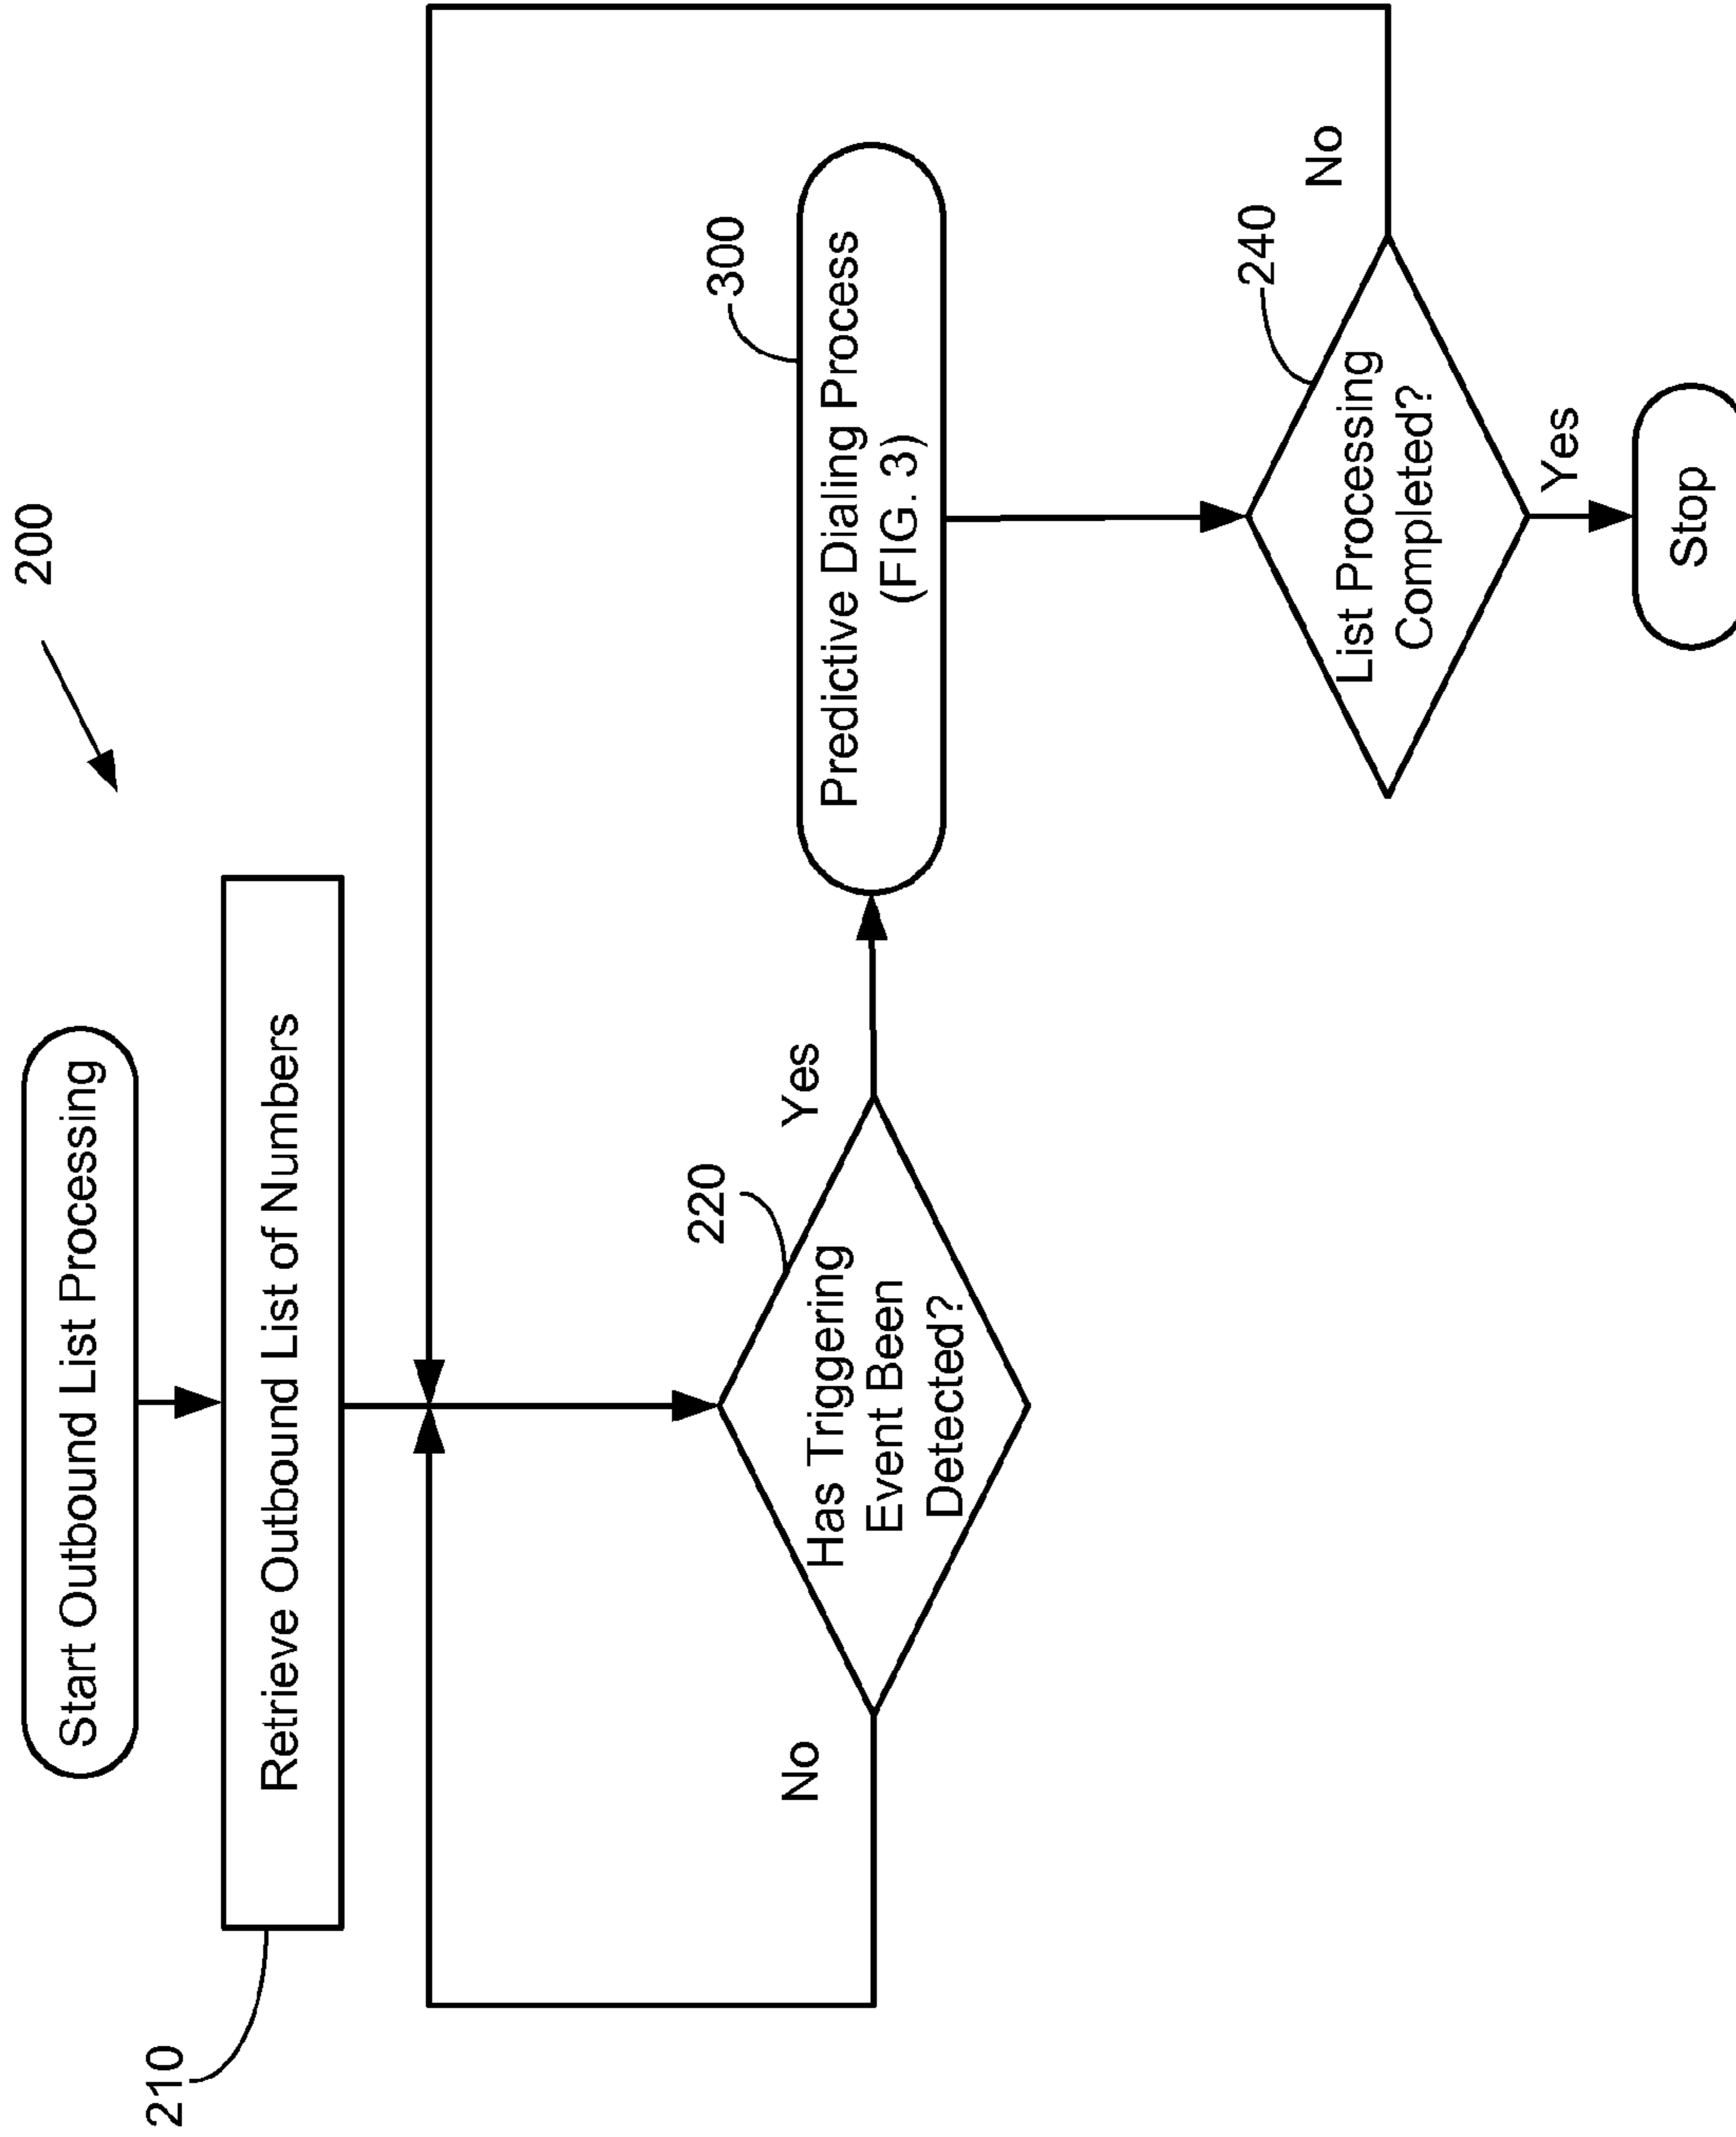 200
Start Outbound List Processing
210
Retrieve Outbound List of Numbers
220
Has Triggering
Event Been
Detected?
No
Yes
300
Predictive Dialing Process
(FIG. 3)
240
List Processing
Completed?
No
Yes
Stop